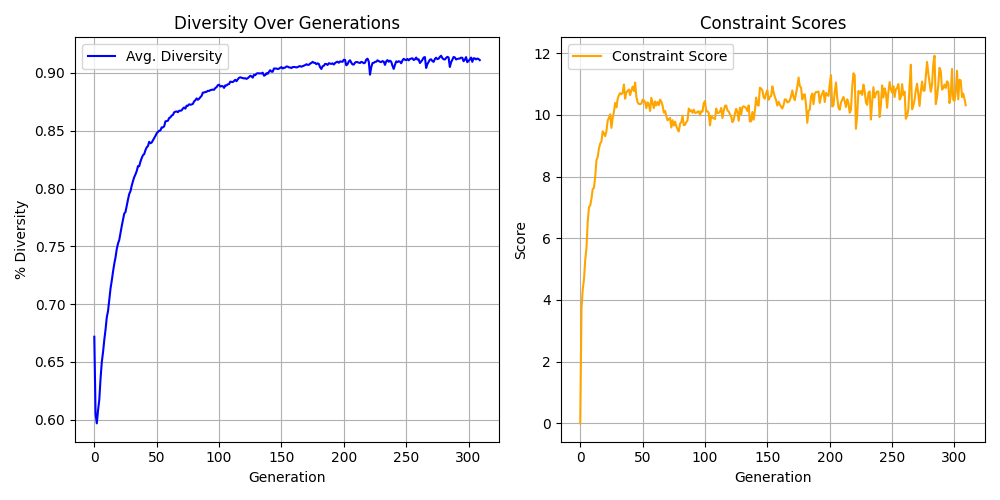 Diversity Over Generations
Avg. Diversity
% Diversity
0.90
0.85
0.80
0.75
0.70
0.65
0.60
0 50 100 150 200 250 300
Generation
Constraint Scores
Constraint Score
Score
12
10
8
6
4
2
0
0 50 100 150 200 250 300
Generation